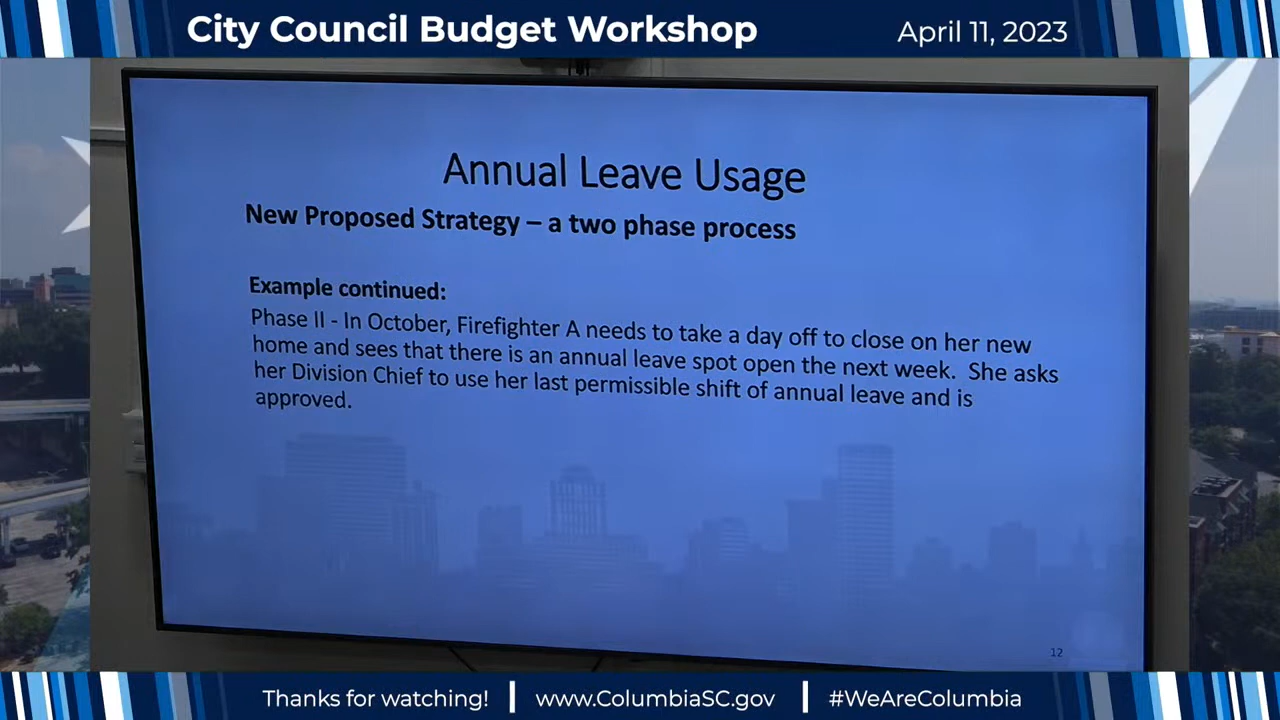 City Council Budget Workshop
April 11, 2023
Annual Leave Usage
New Proposed Strategy – a two phase process
Example continued:
Phase II - In October, Firefighter A needs to take a day off to close on her new
home and sees that there is an annual leave spot open the next week. She asks
her Division Chief to use her last permissible shift of annual leave and is
approved.
12
Thanks for watching! | www.ColumbiaSC.gov | #WeAreColumbia